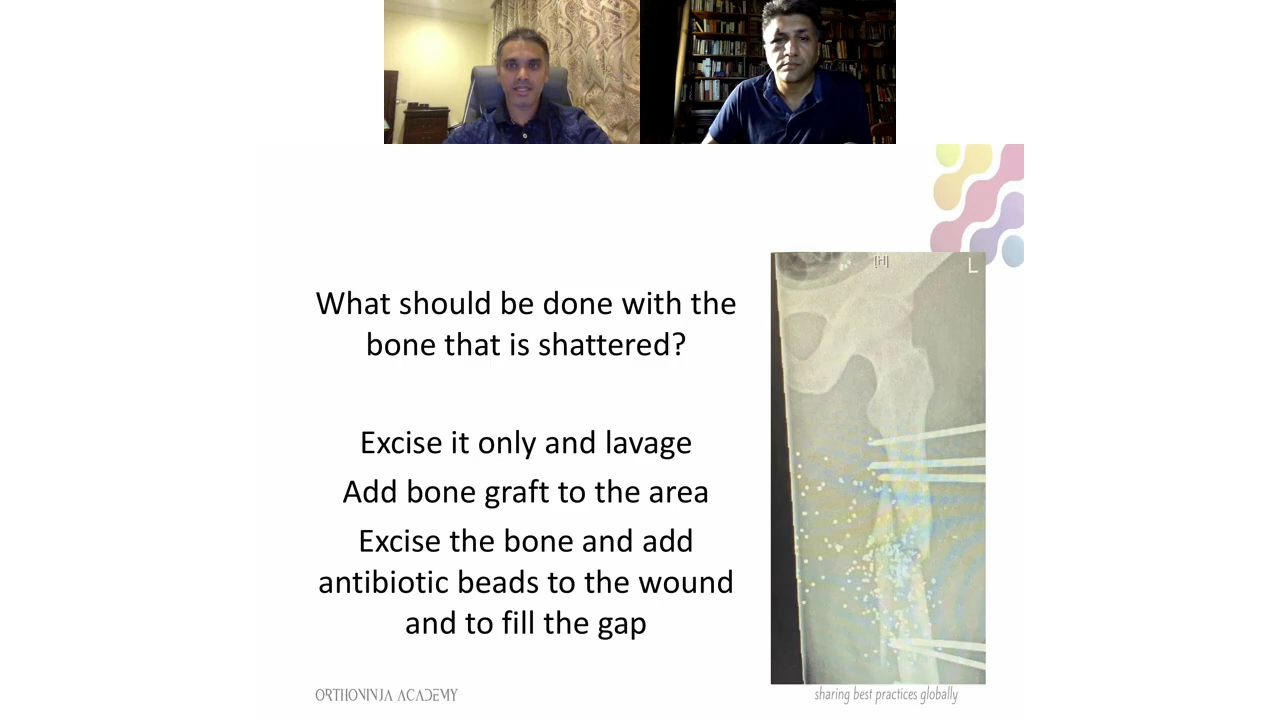 [H]
L
What should be done with the
bone that is shattered?
Excise it only and lavage
Add bone graft to the area
Excise the bone and add
antibiotic beads to the wound
and to fill the gap
ORTHONINJA ACADEMY
sharing best practices globally